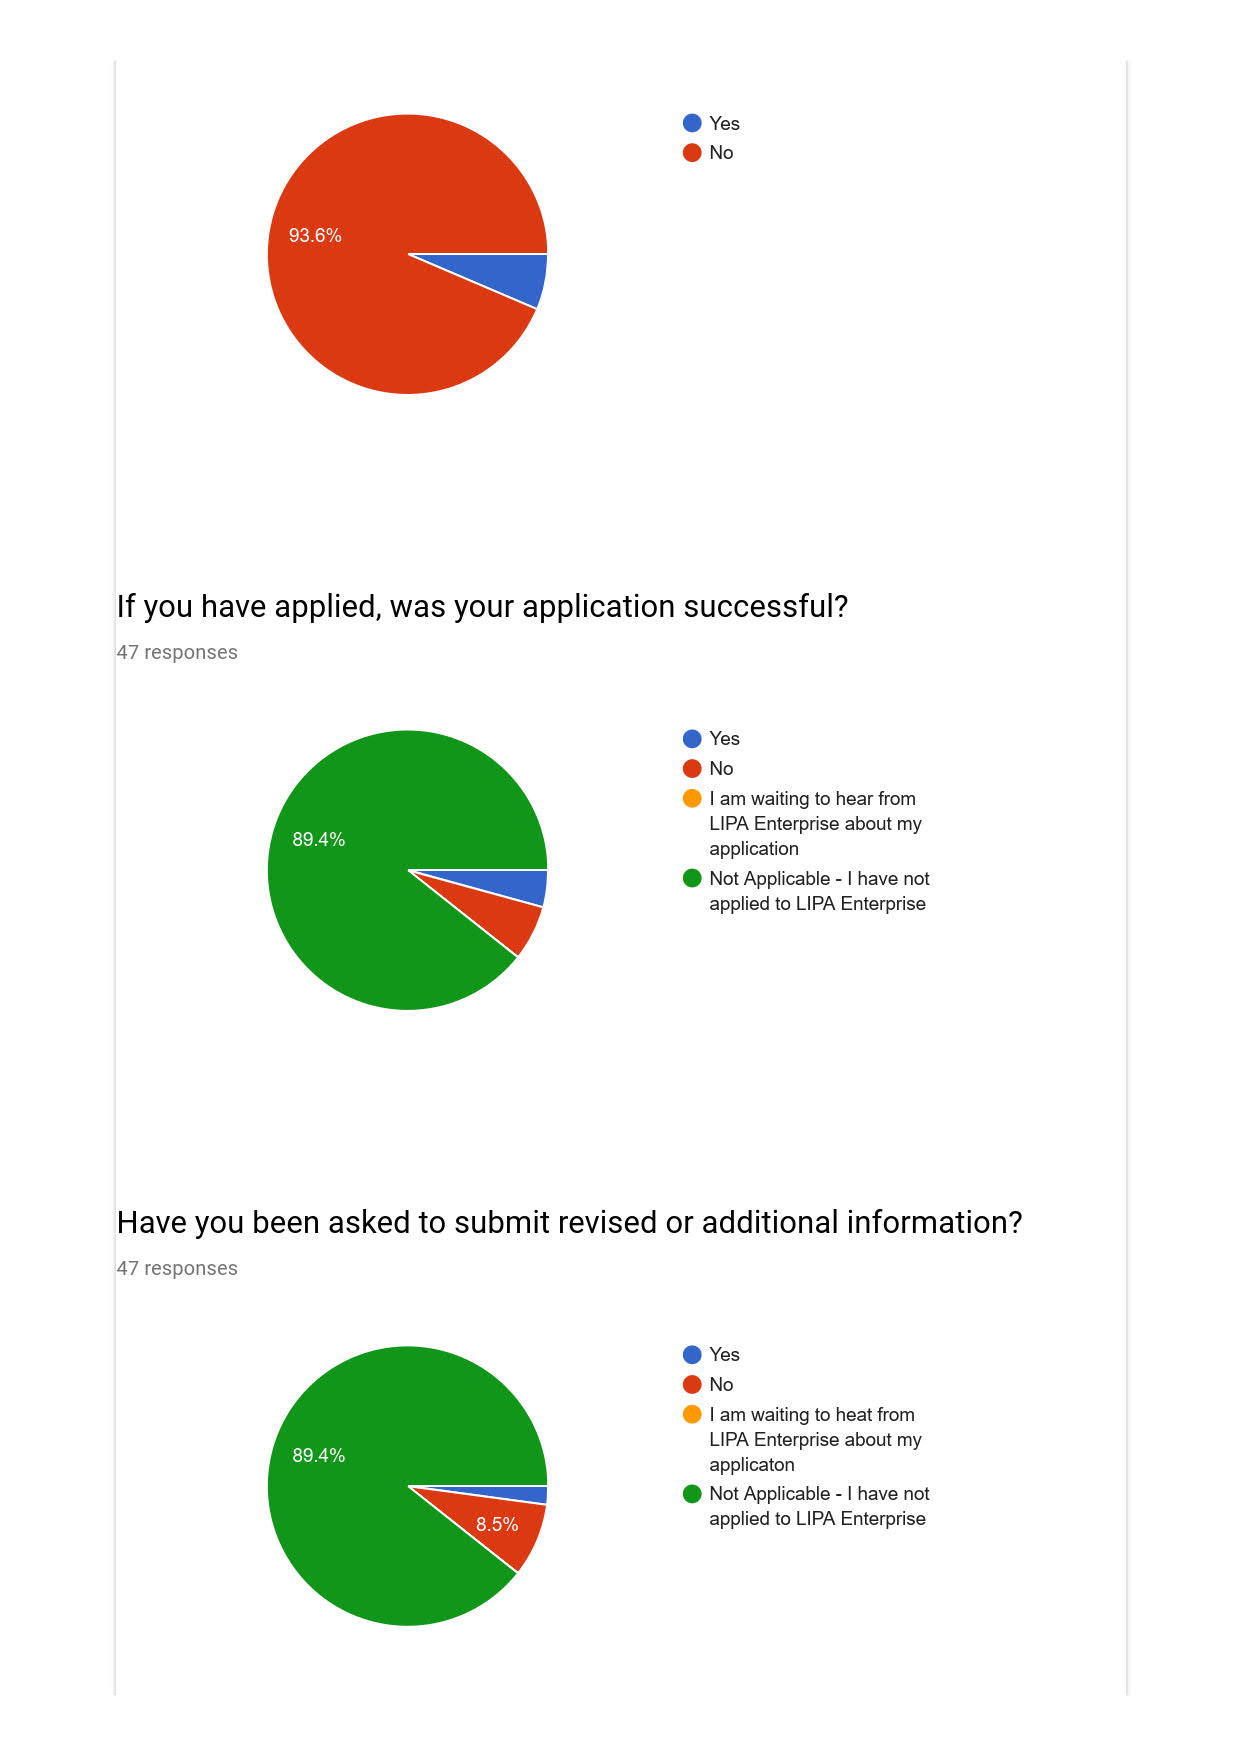 Yes
No
93.6%
If you have applied, was your application successful?
47 responses
Yes
No
I am waiting to hear from
LIPA Enterprise about my
application
Not Applicable - I have not
applied to LIPA Enterprise
89.4%
Have you been asked to submit revised or additional information?
47 responses
Yes
No
I am waiting to heat from
LIPA Enterprise about my
applicaton
Not Applicable - I have not
applied to LIPA Enterprise
89.4%
8.5%